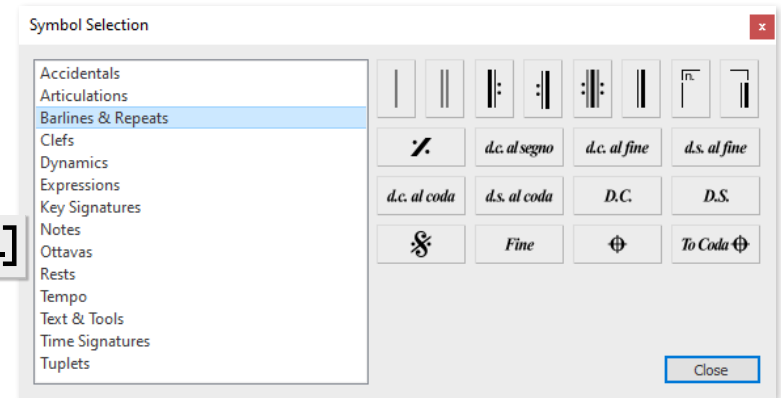 Symbol Selection
x
Accidentals
Articulations
Barlines & Repeats
Clefs
Dynamics
Expressions
Key Signatures
Notes
Ottavas
Rests
Tempo
Text & Tools
Time Signatures
Tuplets
n.
d.c. al segno d.c. al fine d.s. al fine
d.c. al coda d.s. al coda D.C. D.S.
Fine To Coda
Close